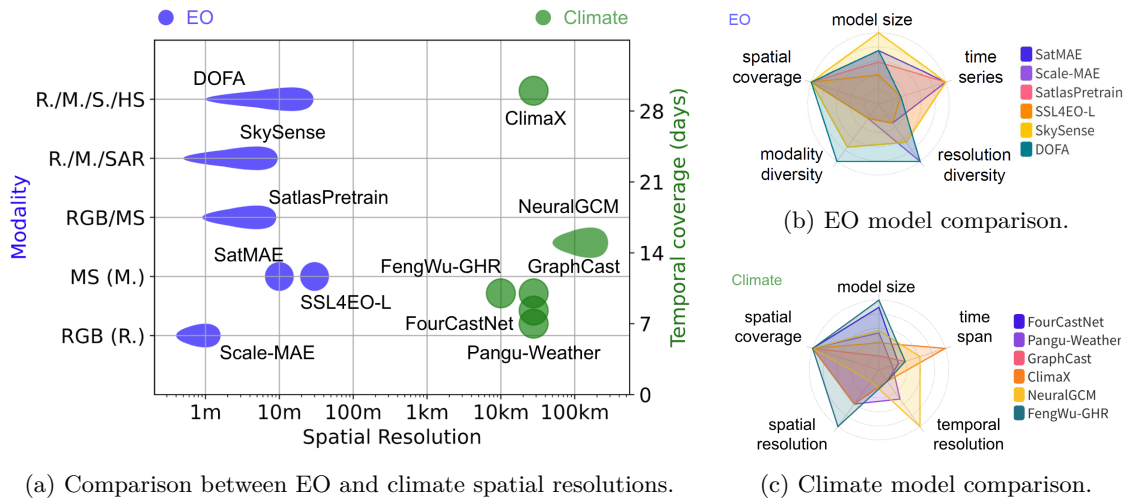 EO
Climate
Modality
R./M./S./HS
R./M./SAR
RGB/MS
MS (M.)
RGB (R.)
DOFA
SkySense
SatlasPretrain
SatMAE
SSL4EO-L
Scale-MAE
ClimaX
NeuralGCM
FengWu-GHR
GraphCast
FourCastNet
Pangu-Weather
28
21
14
7
0
Temporal coverage (days)
1m
10m
100m
1km
10km
100km
Spatial Resolution
(a) Comparison between EO and climate spatial resolutions.
EO
model size
spatial
coverage
time
series
modality
diversity
resolution
diversity
SatMAE
Scale-MAE
SatlasPretrain
SSL4EO-L
SkySense
DOFA
(b) EO model comparison.
Climate
model size
spatial
coverage
time
span
spatial
resolution
temporal
resolution
FourCastNet
Pangu-Weather
GraphCast
ClimaX
NeuralGCM
FengWu-GHR
(c) Climate model comparison.